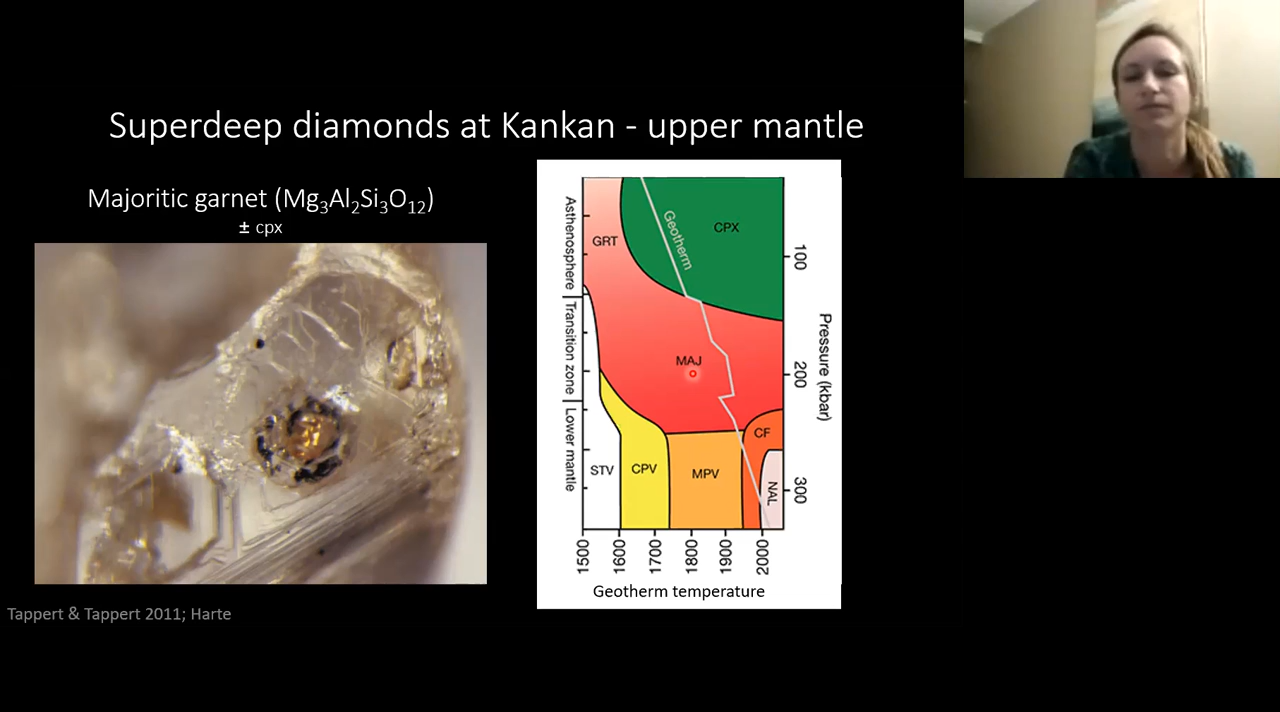 Superdeep diamonds at Kankan - upper mantle
Majoritic garnet (Mg₃Al₂Si₃O₁₂)
± cpx
Tappert & Tappert 2011; Harte
Asthenosphere
Transition zone
Lower mantle
GRT
Geotherm
CPX
MAJ
CF
STV
CPV
MPV
NAL
100
200
300
Pressure (kbar)
1500
1600
1700
1800
1900
2000
Geotherm temperature